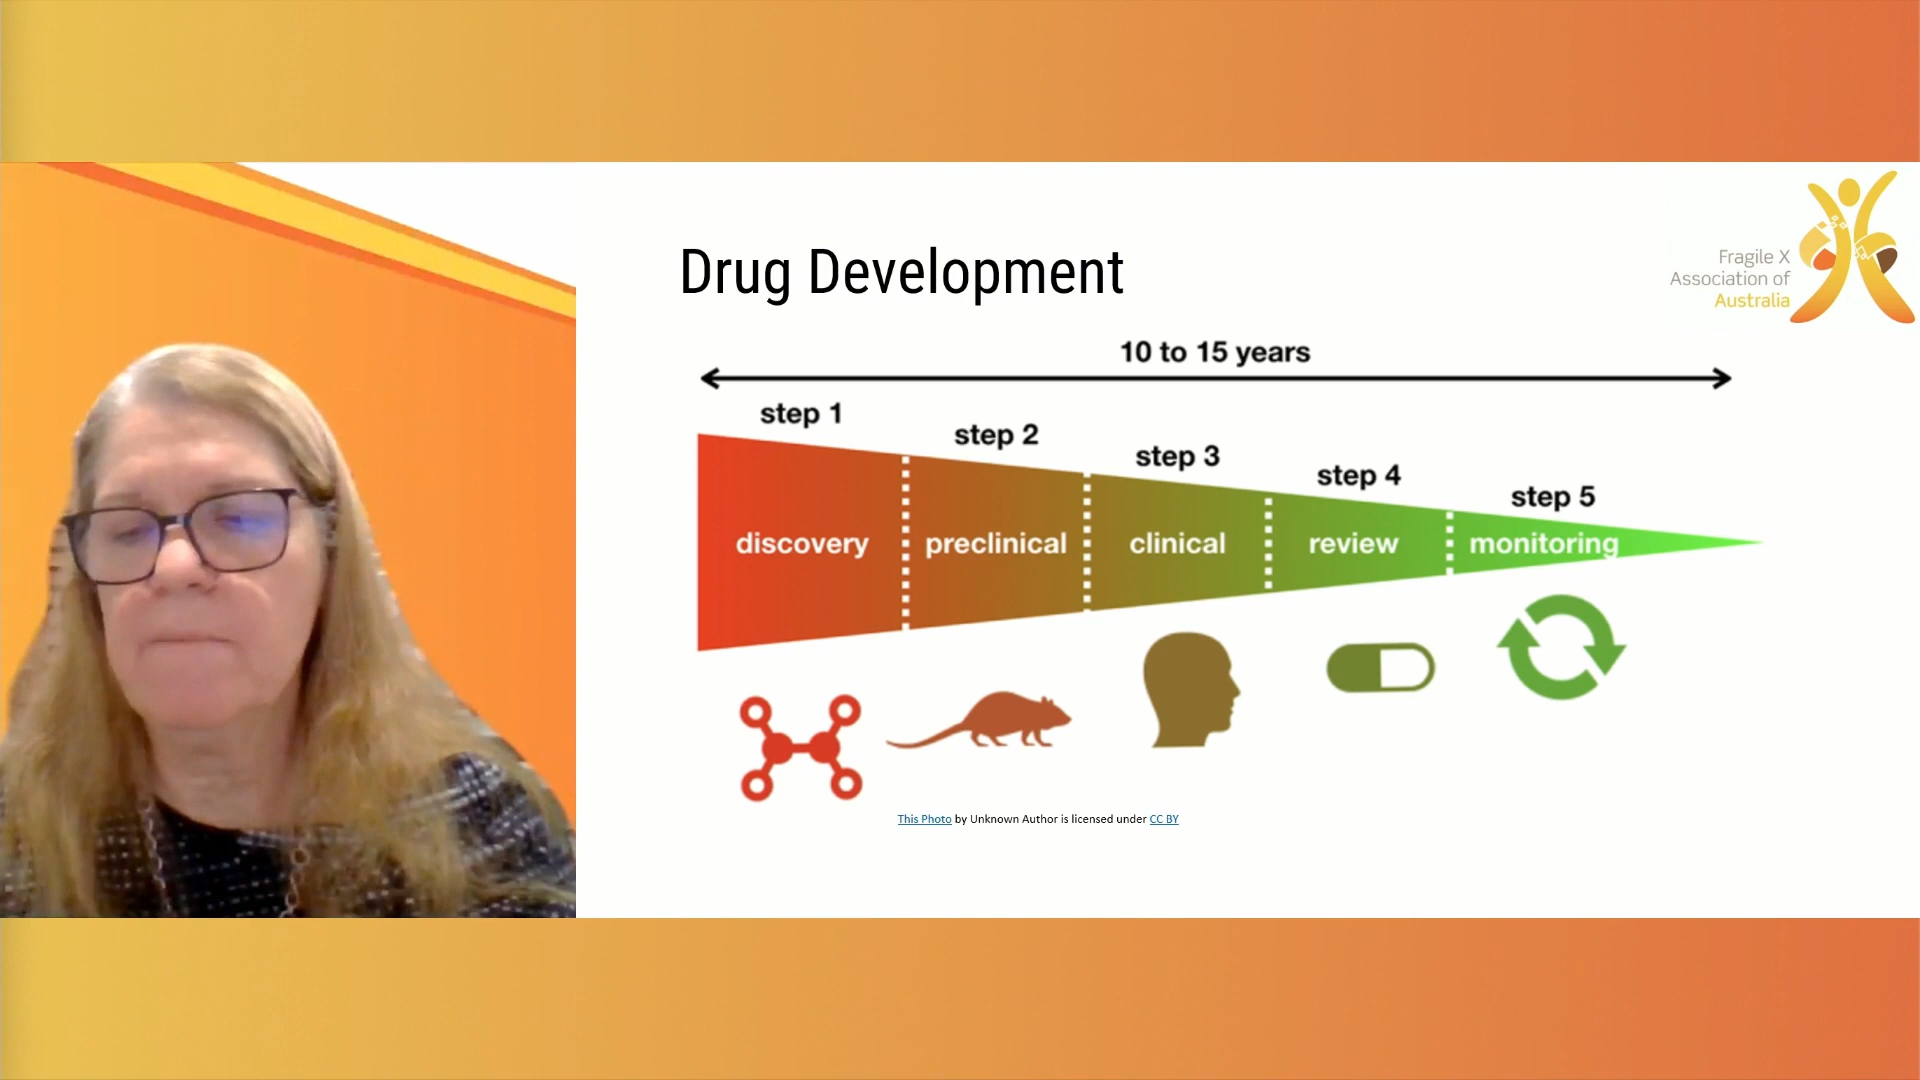 Drug Development
Fragile X
Association of
Australia
10 to 15 years
step 1
step 2
step 3
step 4
step 5
discovery
preclinical
clinical
review
monitoring
This Photo by Unknown Author is licensed under CC BY